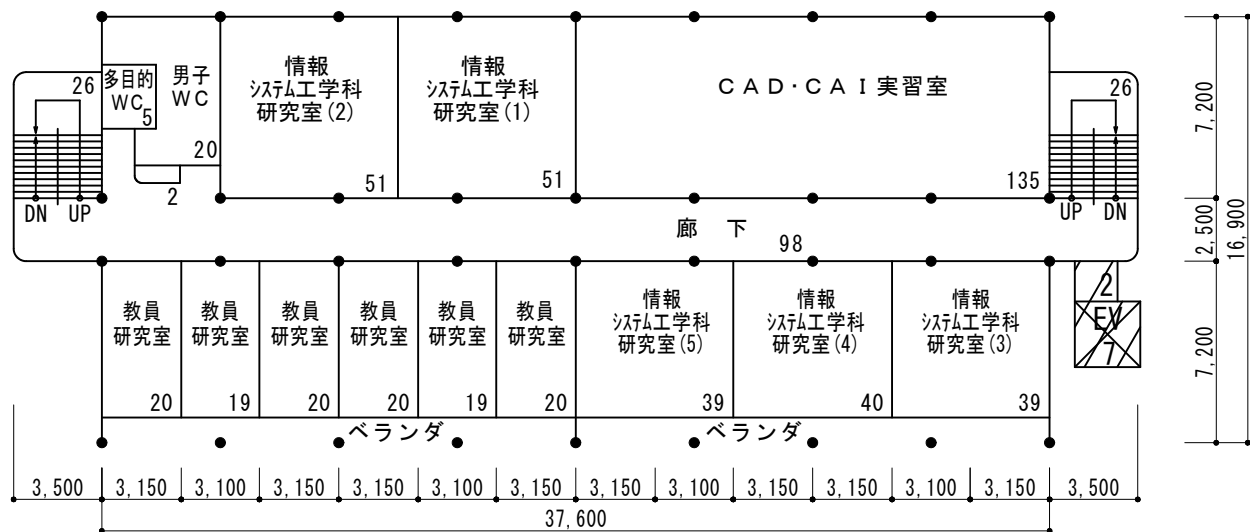 多目的
WC
5
男子
WC
20
2
26
DN
UP
情報
システム工学科
研究室(2)
51
情報
システム工学科
研究室(1)
51
CAD・CAI実習室
135
26
UP
DN
廊 下
98
教員
研究室
20
教員
研究室
19
教員
研究室
20
教員
研究室
20
教員
研究室
19
教員
研究室
20
情報
システム工学科
研究室(5)
39
情報
システム工学科
研究室(4)
40
情報
システム工学科
研究室(3)
39
2
EV
7
ベランダ
ベランダ
7,200
2,500
16,900
7,200
3,500
3,150
3,100
3,150
3,150
3,100
3,150
3,150
3,100
3,150
3,150
3,100
3,150
3,500
37,600